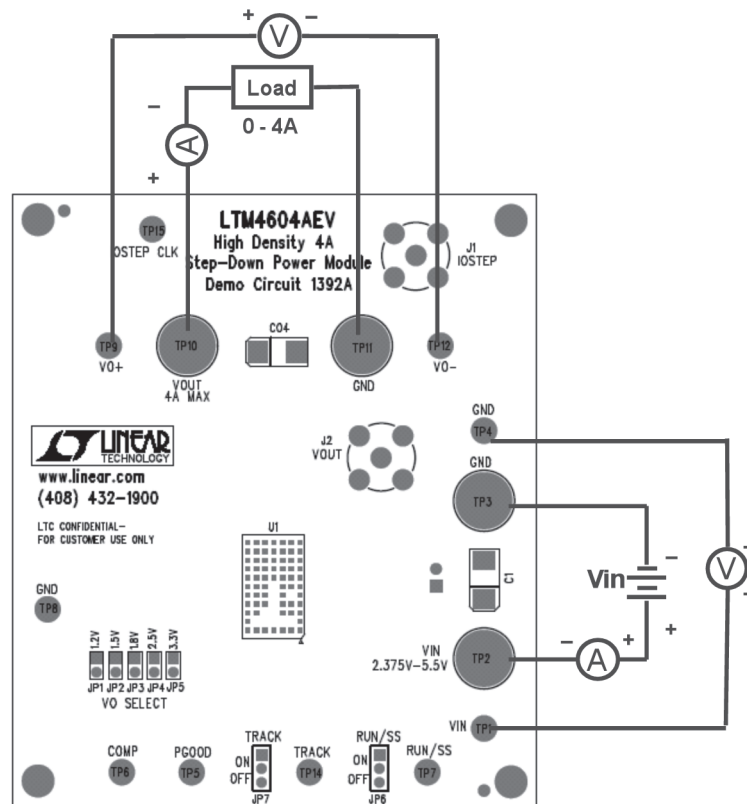 + V -
- Load
0 - 4A
A
+
LTM4604AEV
High Density 4A
Step-Down Power Module
Demo Circuit 1392A
TP15
IOSTEP CLK
J1
IOSTEP
TP9
VO+
TP10
VOUT
4A MAX
CO4
TP11
GND
TP12
VO-
LINEAR
TECHNOLOGY
www.linear.com
(408) 432-1900
LTC CONFIDENTIAL-
FOR CUSTOMER USE ONLY
J2
VOUT
GND
TP4
GND
TP3
U1
C1
Vin
-
+
V
GND
TP8
VIN
2.375V-5.5V
TP2
- A +
1.2V 1.5V 1.8V 2.5V 3.3V
JP1 JP2 JP3 JP4 JP5
VO SELECT
VIN TP1
COMP
TP6
PGOOD
TP5
TRACK
ON
OFF
JP7
TRACK
TP14
RUN/SS
ON
OFF
JP6
RUN/SS
TP7